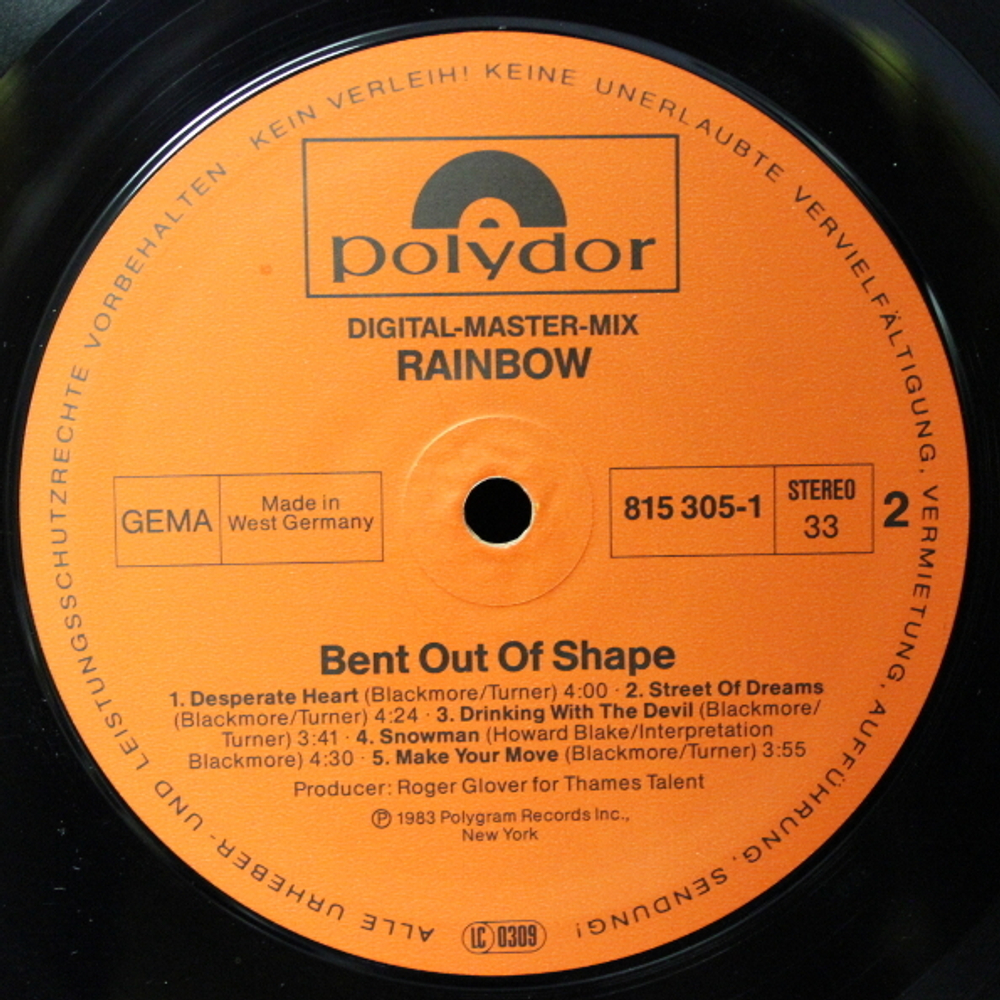 ALLE URHEBER- UND LEISTUNGSSCHUTZRECHTE VORBEHALTEN KEIN VERLEIH! KEINE UNERLAUBTE VERVIELFÄLTIGUNG, VERMIETUNG, AUFFÜHRUNG, SENDUNG!
polydor
DIGITAL-MASTER-MIX
RAINBOW
GEMA
Made in
West Germany
815 305-1
STEREO
33
2
Bent Out Of Shape
1. Desperate Heart (Blackmore/Turner) 4:00 · 2. Street Of Dreams
(Blackmore/Turner) 4:24 · 3. Drinking With The Devil (Blackmore/
Turner) 3:41 · 4. Snowman (Howard Blake/Interpretation
Blackmore) 4:30 · 5. Make Your Move (Blackmore/Turner) 3:55
Producer: Roger Glover for Thames Talent
Ⓟ 1983 Polygram Records Inc.,
New York
LC 0309